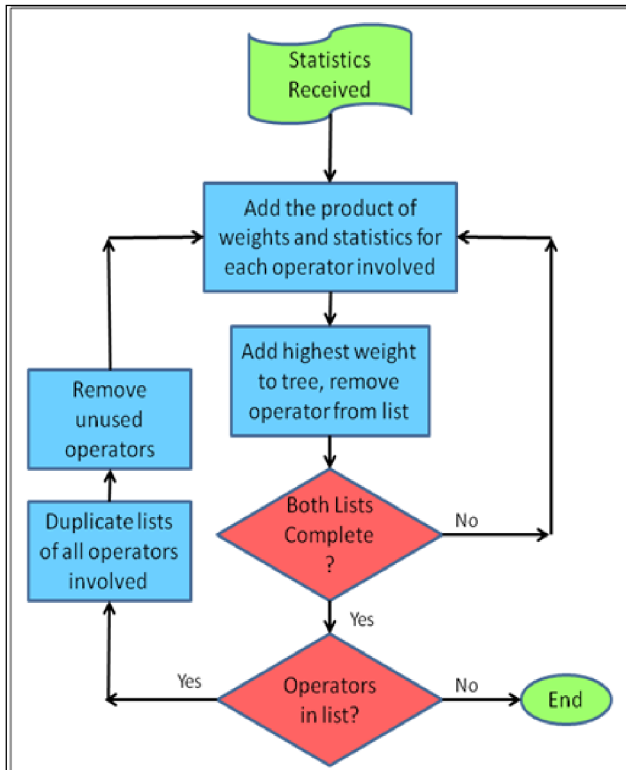 Statistics
Received
Add the product of
weights and statistics for
each operator involved
Add highest weight
to tree, remove
operator from list
Remove
unused
operators
Both Lists
Complete
?
No
Duplicate lists
of all operators
involved
Yes
Operators
in list?
Yes
No
End